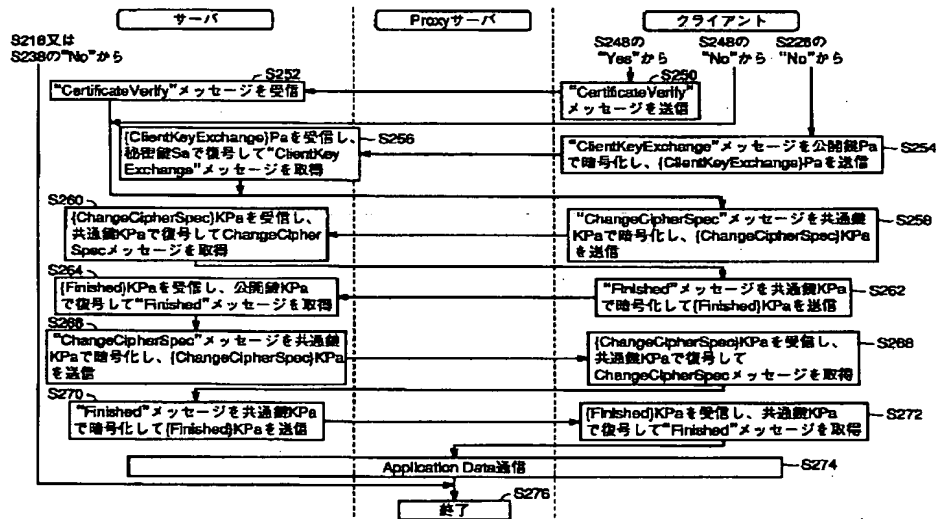 サーバ
Proxyサーバ
クライアント
S218又は
S238の"No"から
S248の
"Yes"から
S248の
"No"から
S226の
"No"から
S252
"CertificateVerify"メッセージを受信
S250
"CertificateVerify"
メッセージを送信
{ClientKeyExchange}Paを受信し、
秘密鍵Saで復号して"ClientKey
Exchange"メッセージを取得
S256
"ClientKeyExchange"メッセージを公開鍵Pa
で暗号化し、{ClientKeyExchange}Paを送信
S254
S260
{ChangeCipherSpec}KPaを受信し、
共通鍵KPaで復号してChangeCipher
Specメッセージを取得
"ChangeCipherSpec"メッセージを共通鍵
KPaで暗号化し、{ChangeCipherSpec}KPa
を送信
S258
S264
{Finished}KPaを受信し、公開鍵KPa
で復号して"Finished"メッセージを取得
"Finished"メッセージを共通鍵KPa
で暗号化して{Finished}KPaを送信
S262
S266
"ChangeCipherSpec"メッセージを共通鍵
KPaで暗号化し、{ChangeCipherSpec}KPa
を送信
{ChangeCipherSpec}KPaを受信し、
共通鍵KPaで復号して
ChangeCipherSpecメッセージを取得
S268
S270
"Finished"メッセージを共通鍵KPa
で暗号化して{Finished}KPaを送信
{Finished}KPaを受信し、共通鍵KPa
で復号して"Finished"メッセージを取得
S272
Application Data通信
S274
S276
終了